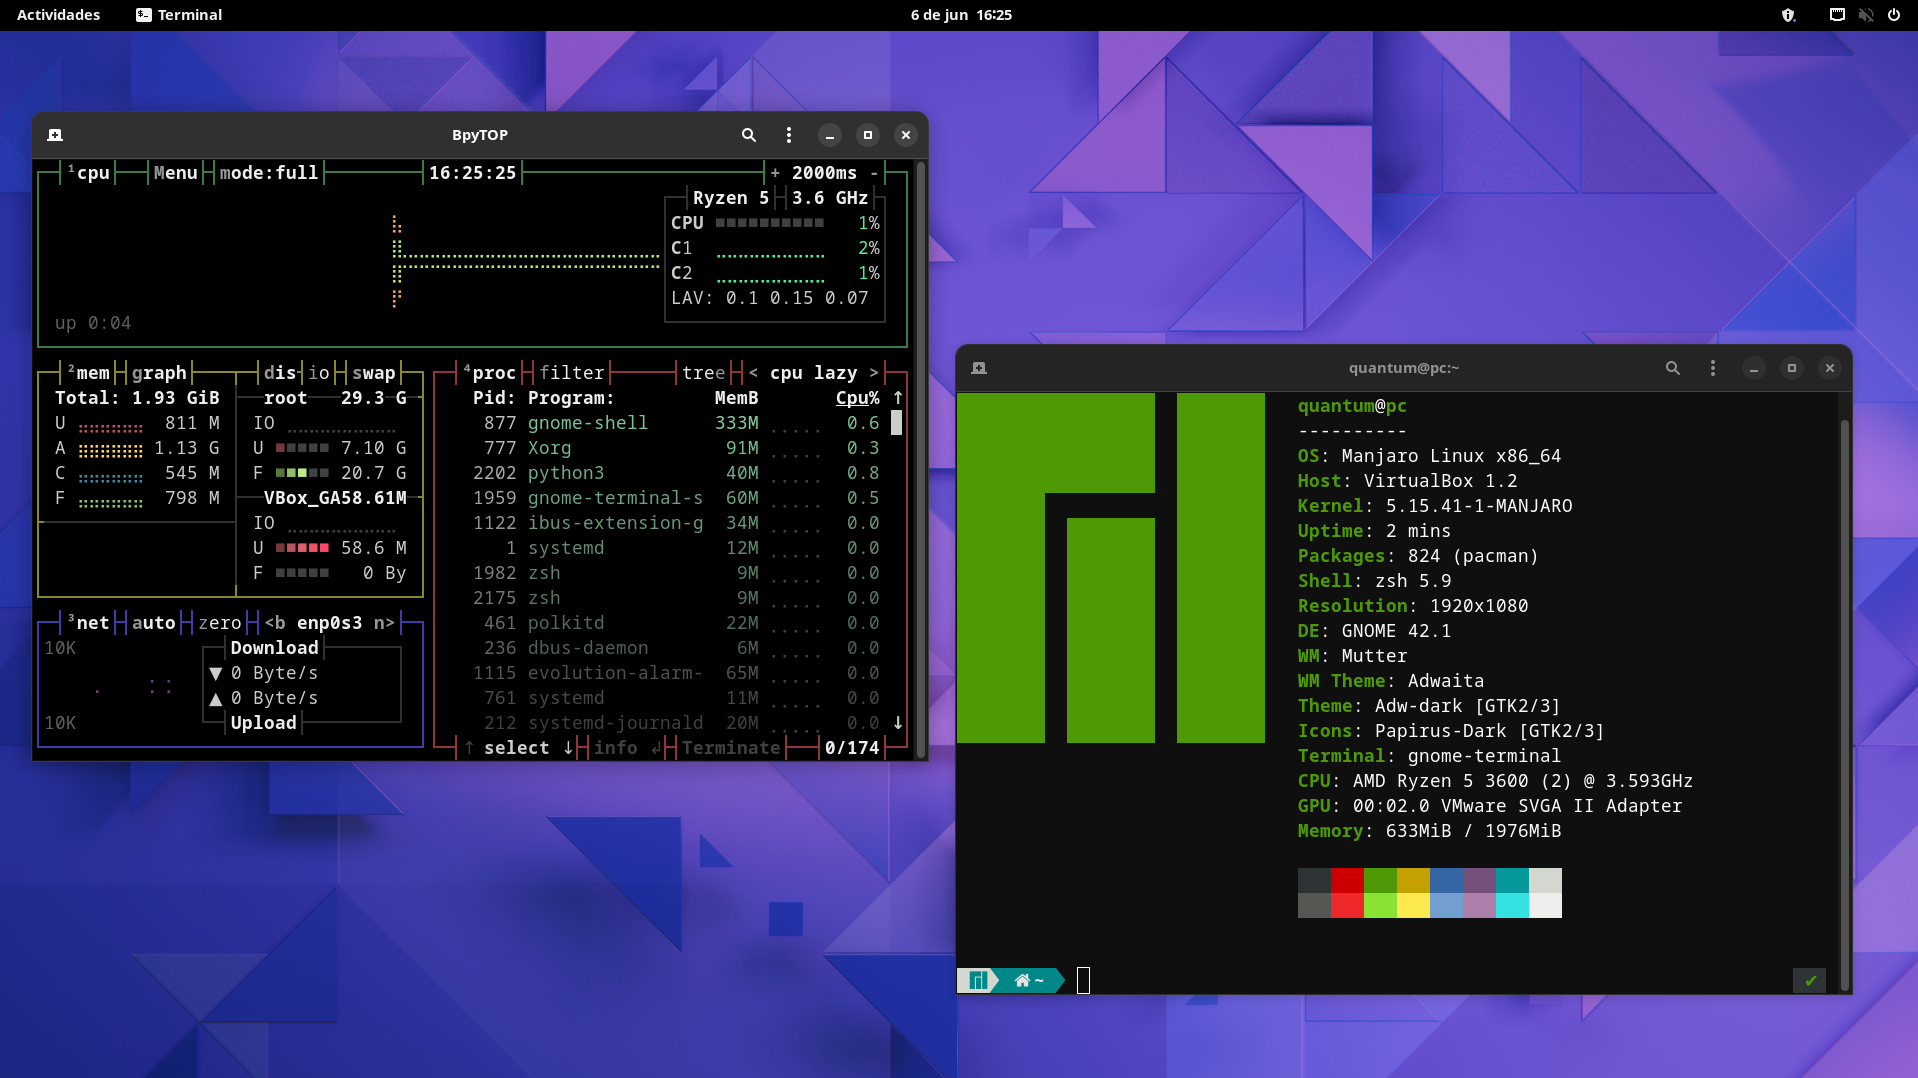 Actividades Terminal 6 de jun 16:25
BpyTOP
¹cpu Menu mode:full 16:25:25 + 2000ms -
Ryzen 5 3.6 GHz
CPU 1%
C1 2%
C2 1%
LAV: 0.1 0.15 0.07
up 0:04
²mem graph dis io swap
Total: 1.93 GiB root 29.3 G
U 811 M IO
A 1.13 G U 7.10 G
C 545 M F 20.7 G
F 798 M VBox_GA58.61M
IO
U 58.6 M
F 0 By
³net auto zero <b enp0s3 n>
10K Download
▼ 0 Byte/s
▲ 0 Byte/s
10K Upload
⁴proc filter tree < cpu lazy >
Pid: Program: MemB Cpu% ↑
877 gnome-shell 333M 0.6
777 Xorg 91M 0.3
2202 python3 40M 0.8
1959 gnome-terminal-s 60M 0.5
1122 ibus-extension-g 34M 0.0
1 systemd 12M 0.0
1982 zsh 9M 0.0
2175 zsh 9M 0.0
461 polkitd 22M 0.0
236 dbus-daemon 6M 0.0
1115 evolution-alarm- 65M 0.0
761 systemd 11M 0.0
212 systemd-journald 20M 0.0 ↓
↑ select ↓ info ↲ Terminate 0/174
quantum@pc:~
quantum@pc
----------
OS: Manjaro Linux x86_64
Host: VirtualBox 1.2
Kernel: 5.15.41-1-MANJARO
Uptime: 2 mins
Packages: 824 (pacman)
Shell: zsh 5.9
Resolution: 1920x1080
DE: GNOME 42.1
WM: Mutter
WM Theme: Adwaita
Theme: Adw-dark [GTK2/3]
Icons: Papirus-Dark [GTK2/3]
Terminal: gnome-terminal
CPU: AMD Ryzen 5 3600 (2) @ 3.593GHz
GPU: 00:02.0 VMware SVGA II Adapter
Memory: 633MiB / 1976MiB
~ ✔